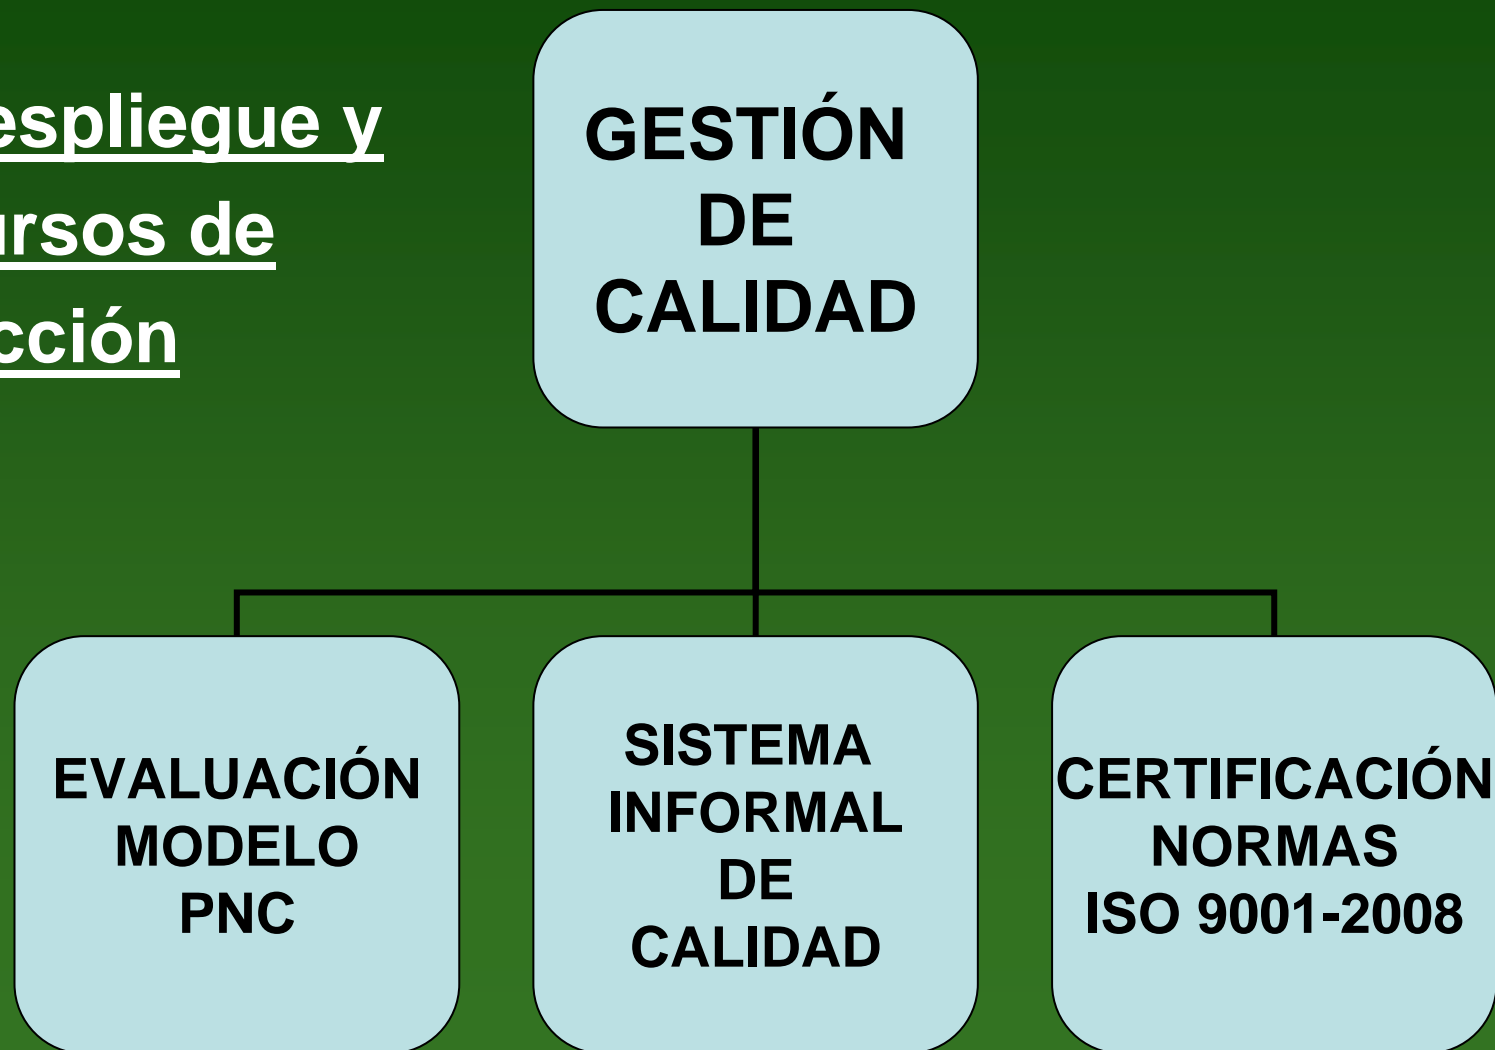 espliegue y
ursos de
cción
GESTIÓN
DE
CALIDAD
EVALUACIÓN
MODELO
PNC
SISTEMA
INFORMAL
DE
CALIDAD
CERTIFICACIÓN
NORMAS
ISO 9001-2008